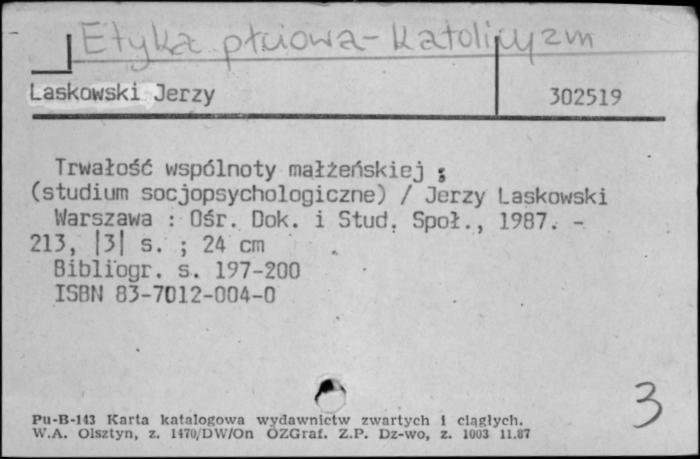 Etyka płciowa - katolicyzm
Laskowski Jerzy 302519
Trwałość wspólnoty małżeńskiej ;
(studium socjopsychologiczne) / Jerzy Laskowski
Warszawa : Ośr. Dok. i Stud. Społ., 1987. -
213, |3| s. ; 24 cm
Bibliogr. s. 197-200
ISBN 83-7012-004-0
3
Pu-B-143 Karta katalogowa wydawnictw zwartych i ciągłych.
W.A. Olsztyn, z. 1470/DW/On OZGraf. Z.P. Dz-wo, z. 1003 11.87